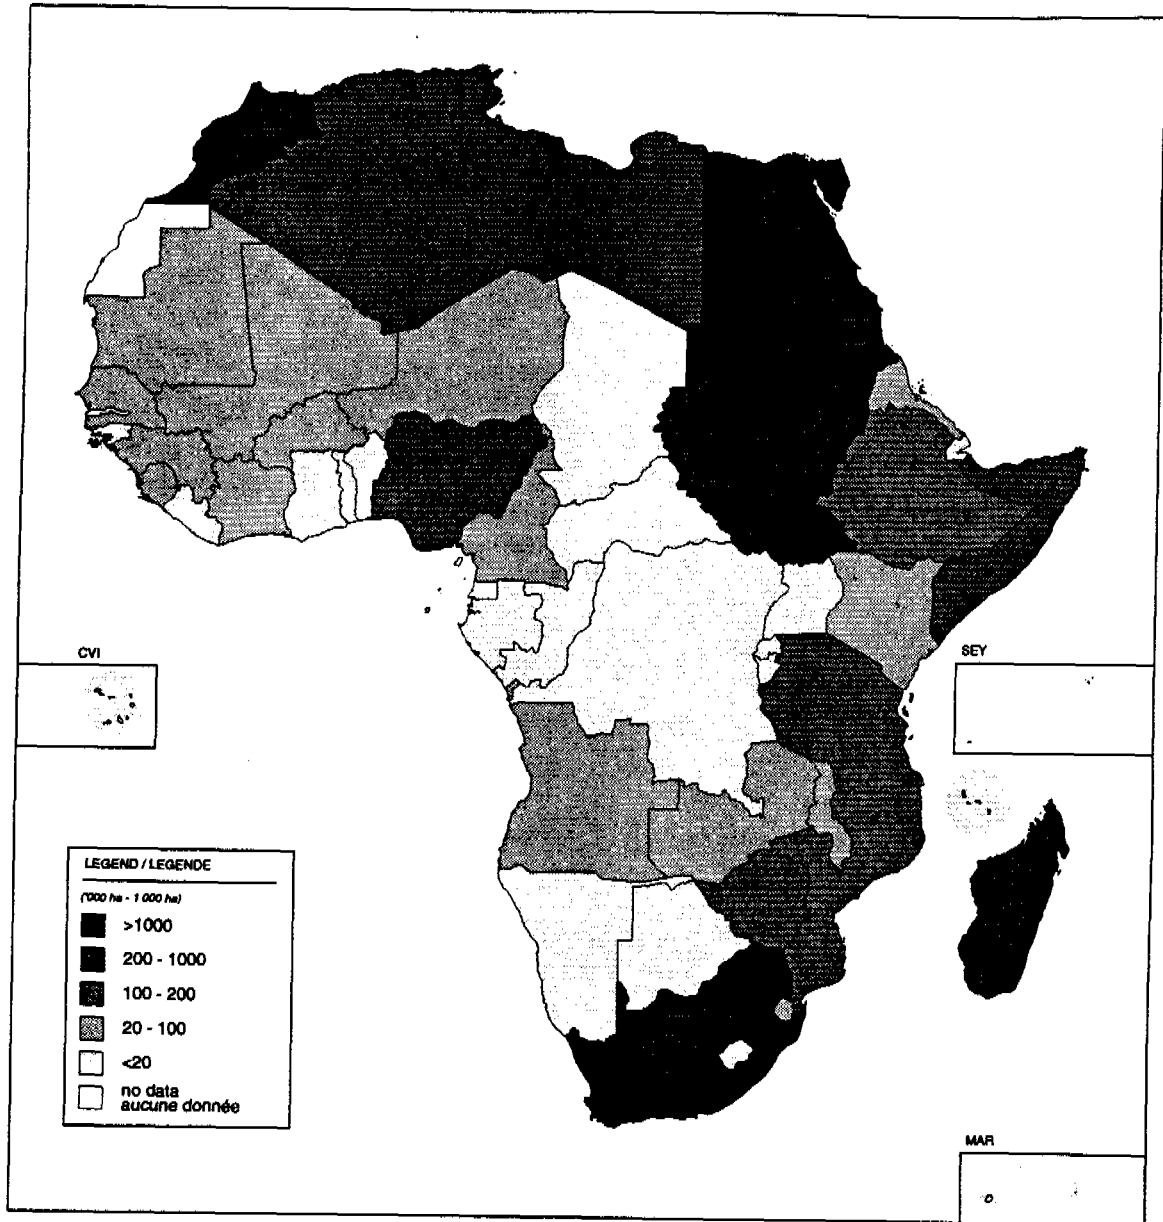 CVI
SEY
LEGEND / LEGENDE
('000 ha - 1 000 ha)
>1000
200 - 1000
100 - 200
20 - 100
<20
no data
aucune donnée
MAR